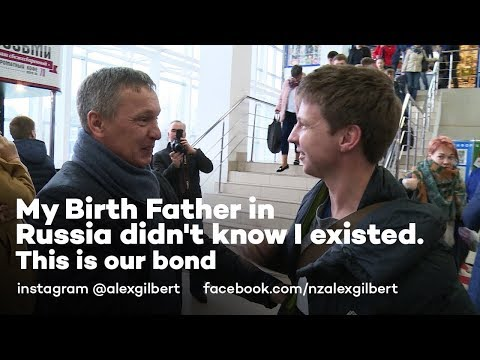 My Birth Father in
Russia didn't know I existed.
This is our bond
instagram @alexgilbert facebook.com/nzalexgilbert